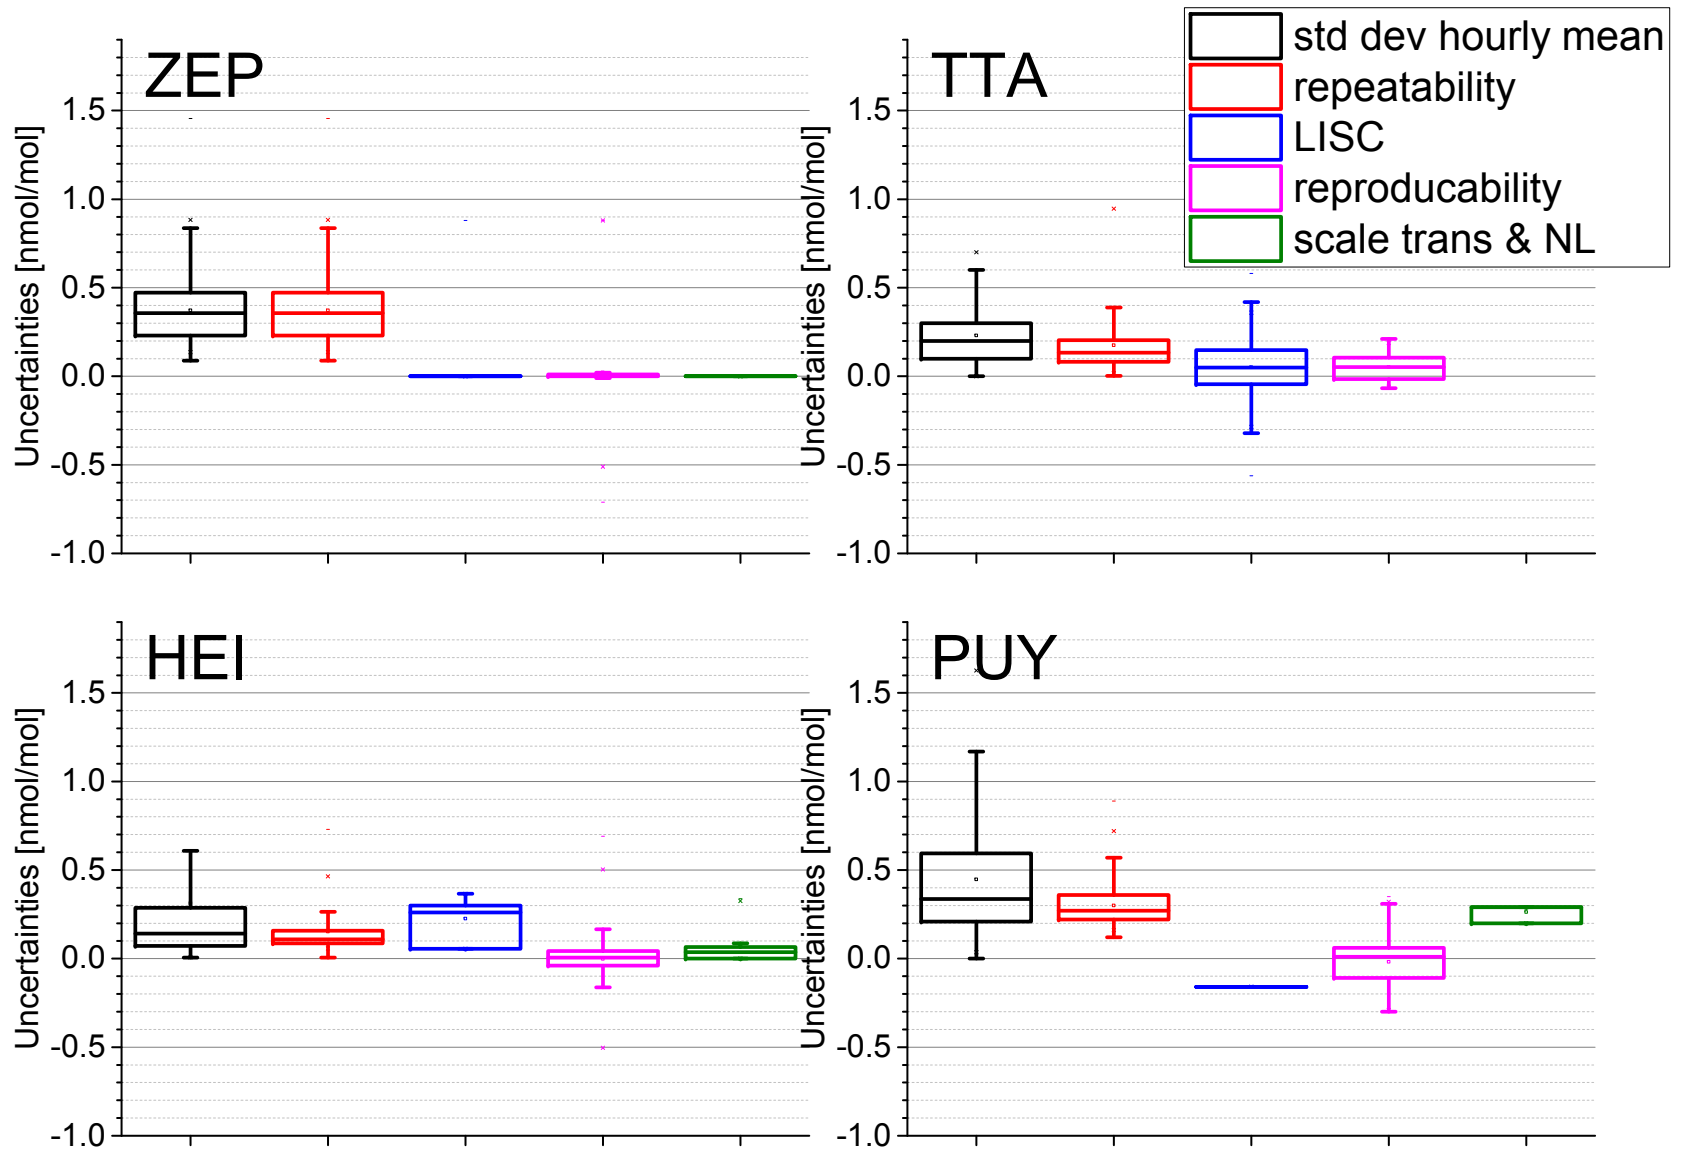 ZEP
Uncertainties [nmol/mol]
1.5
1.0
0.5
0.0
-0.5
-1.0
TTA
Uncertainties [nmol/mol]
1.5
1.0
0.5
0.0
-0.5
-1.0
std dev hourly mean
repeatability
LISC
reproducability
scale trans & NL
HEI
Uncertainties [nmol/mol]
1.5
1.0
0.5
0.0
-0.5
-1.0
PUY
Uncertainties [nmol/mol]
1.5
1.0
0.5
0.0
-0.5
-1.0